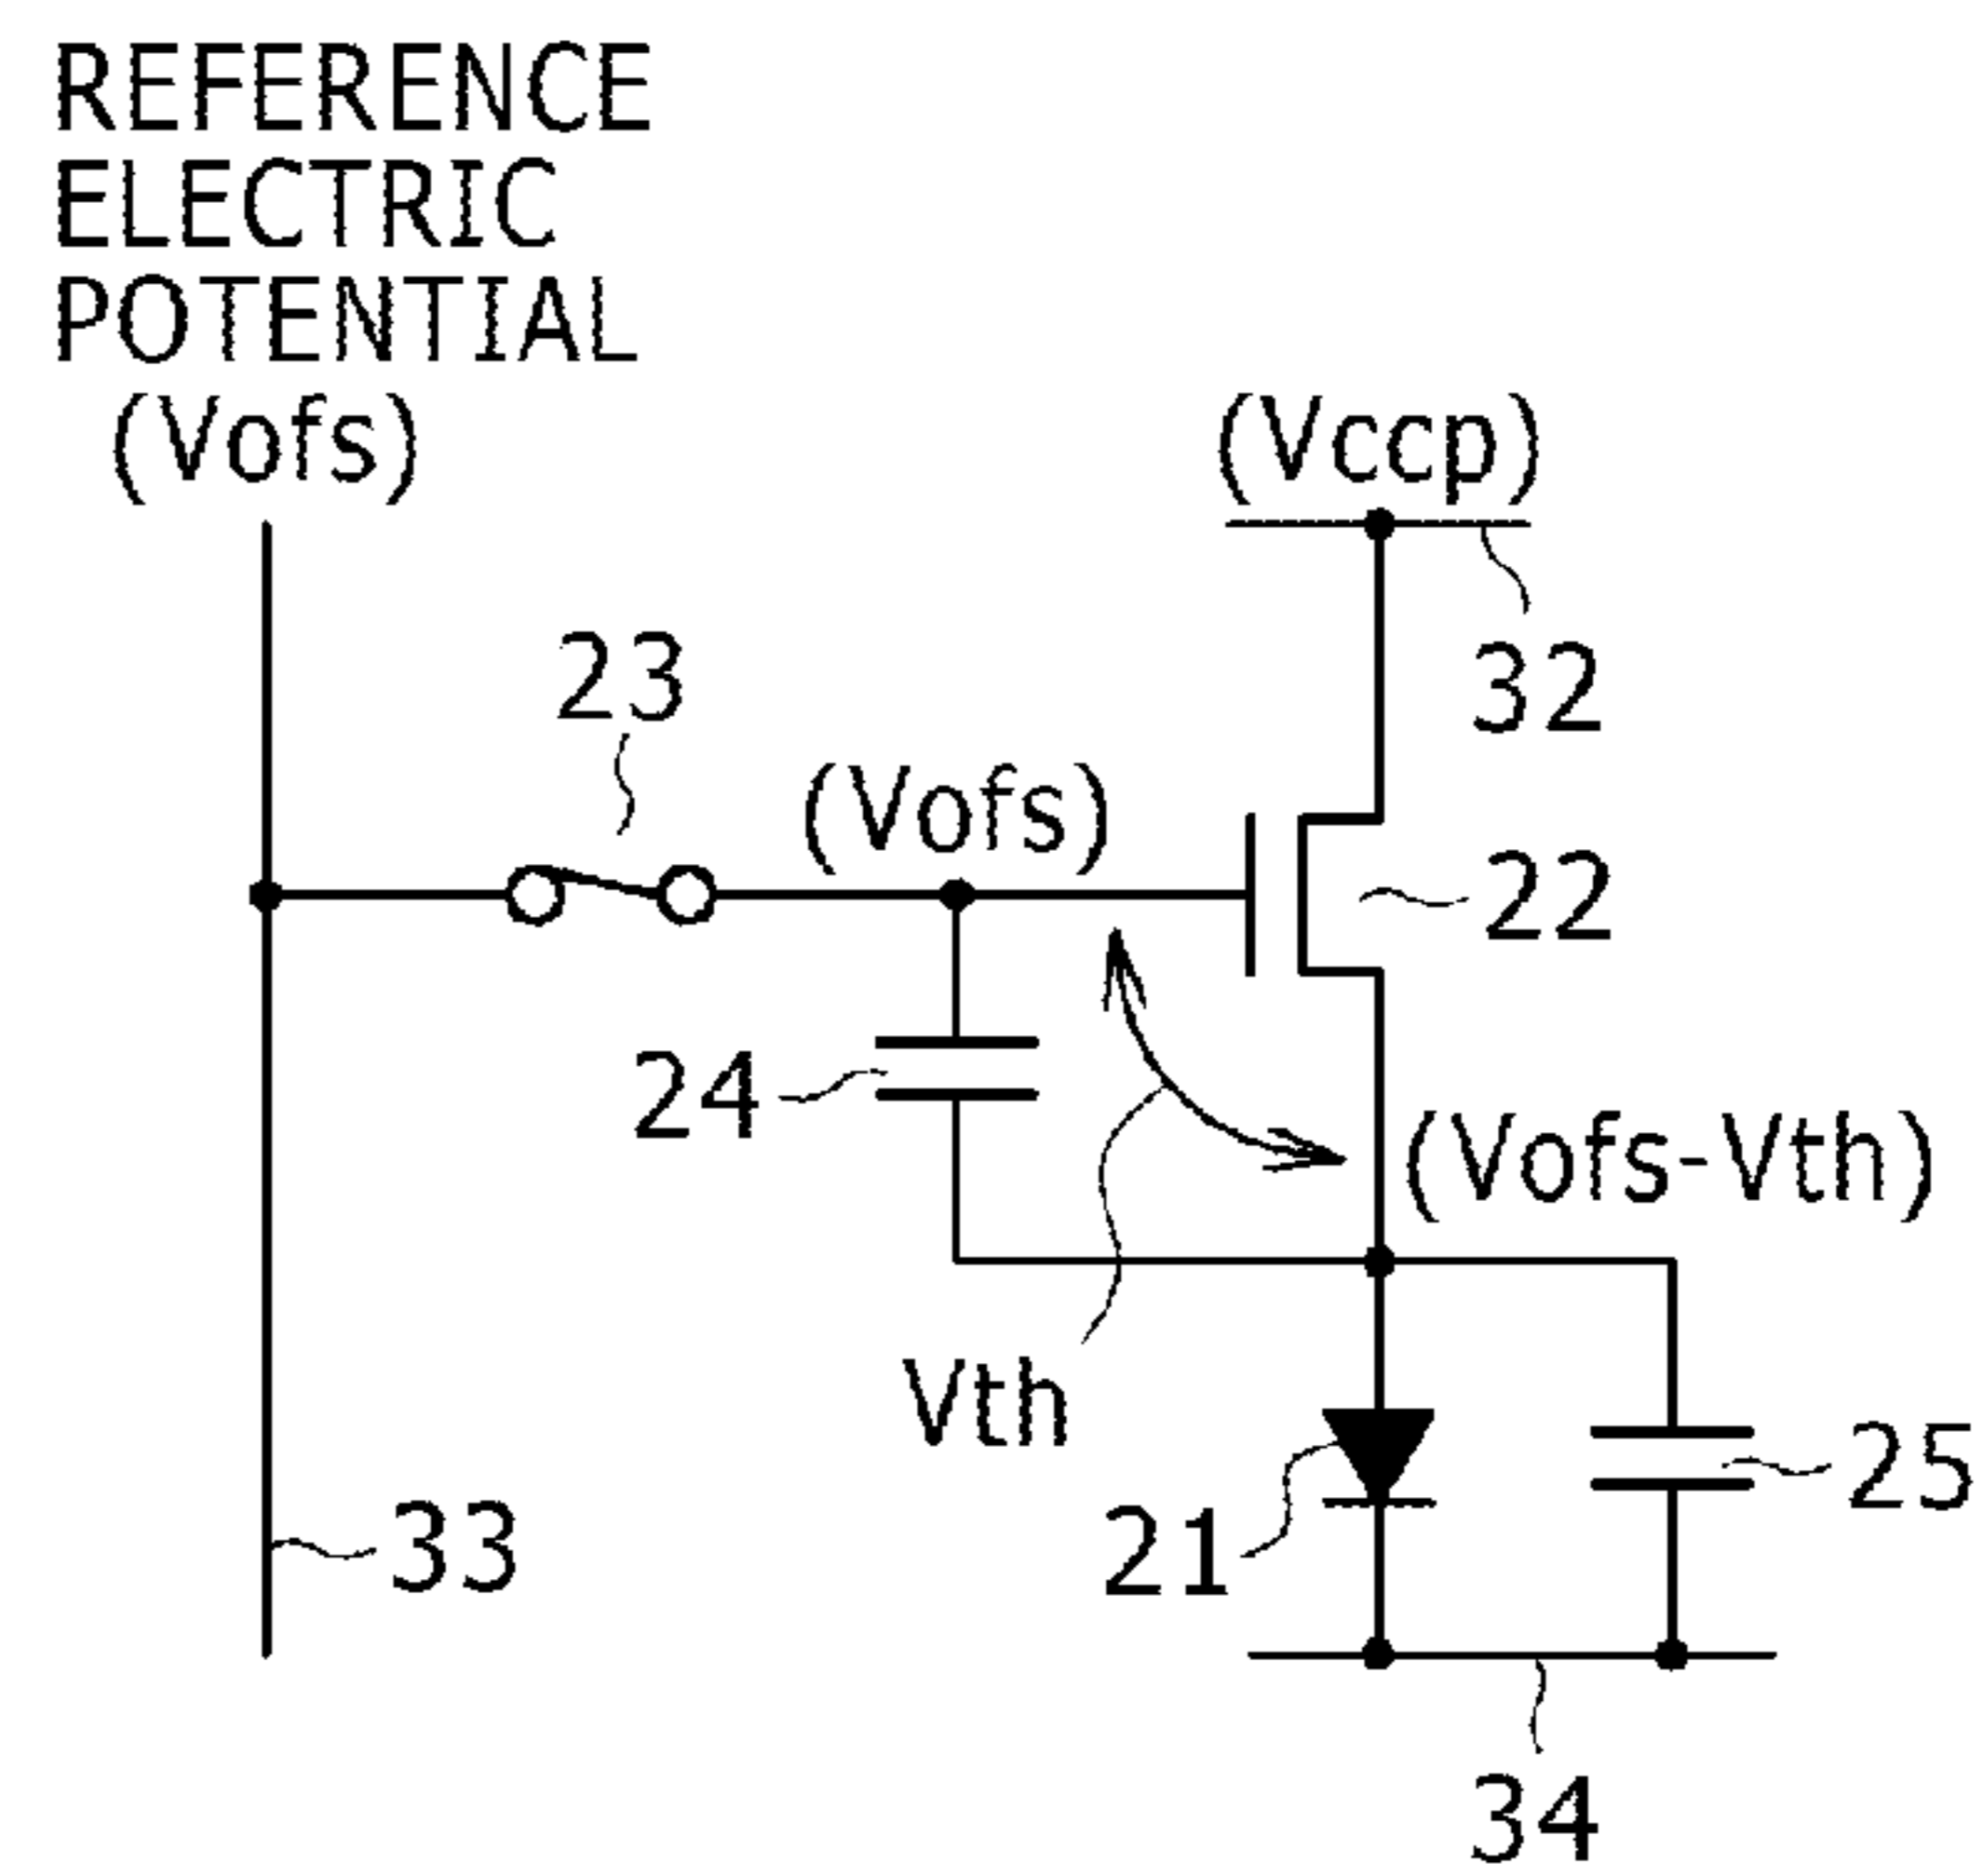 REFERENCE
ELECTRIC
POTENTIAL
(Vofs)
(Vccp)
32
23
(Vofs)
22
24
(Vofs-Vth)
Vth
21
25
33
34